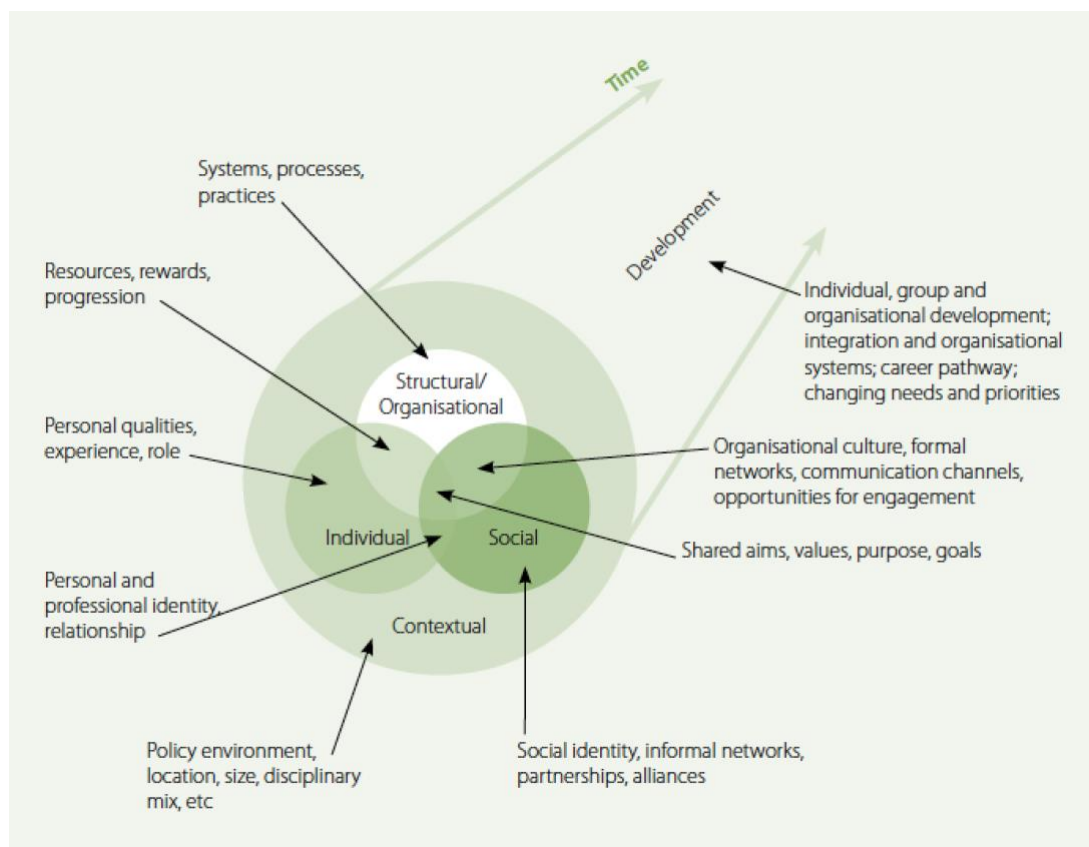 Time
Systems, processes,
practices
Development
Resources, rewards,
progression
Individual, group and
organisational development;
integration and organisational
systems; career pathway;
changing needs and priorities
Structural/
Organisational
Personal qualities,
experience, role
Organisational culture, formal
networks, communication channels,
opportunities for engagement
Individual
Social
Shared aims, values, purpose, goals
Personal and
professional identity,
relationship
Contextual
Policy environment,
location, size, disciplinary
mix, etc
Social identity, informal networks,
partnerships, alliances